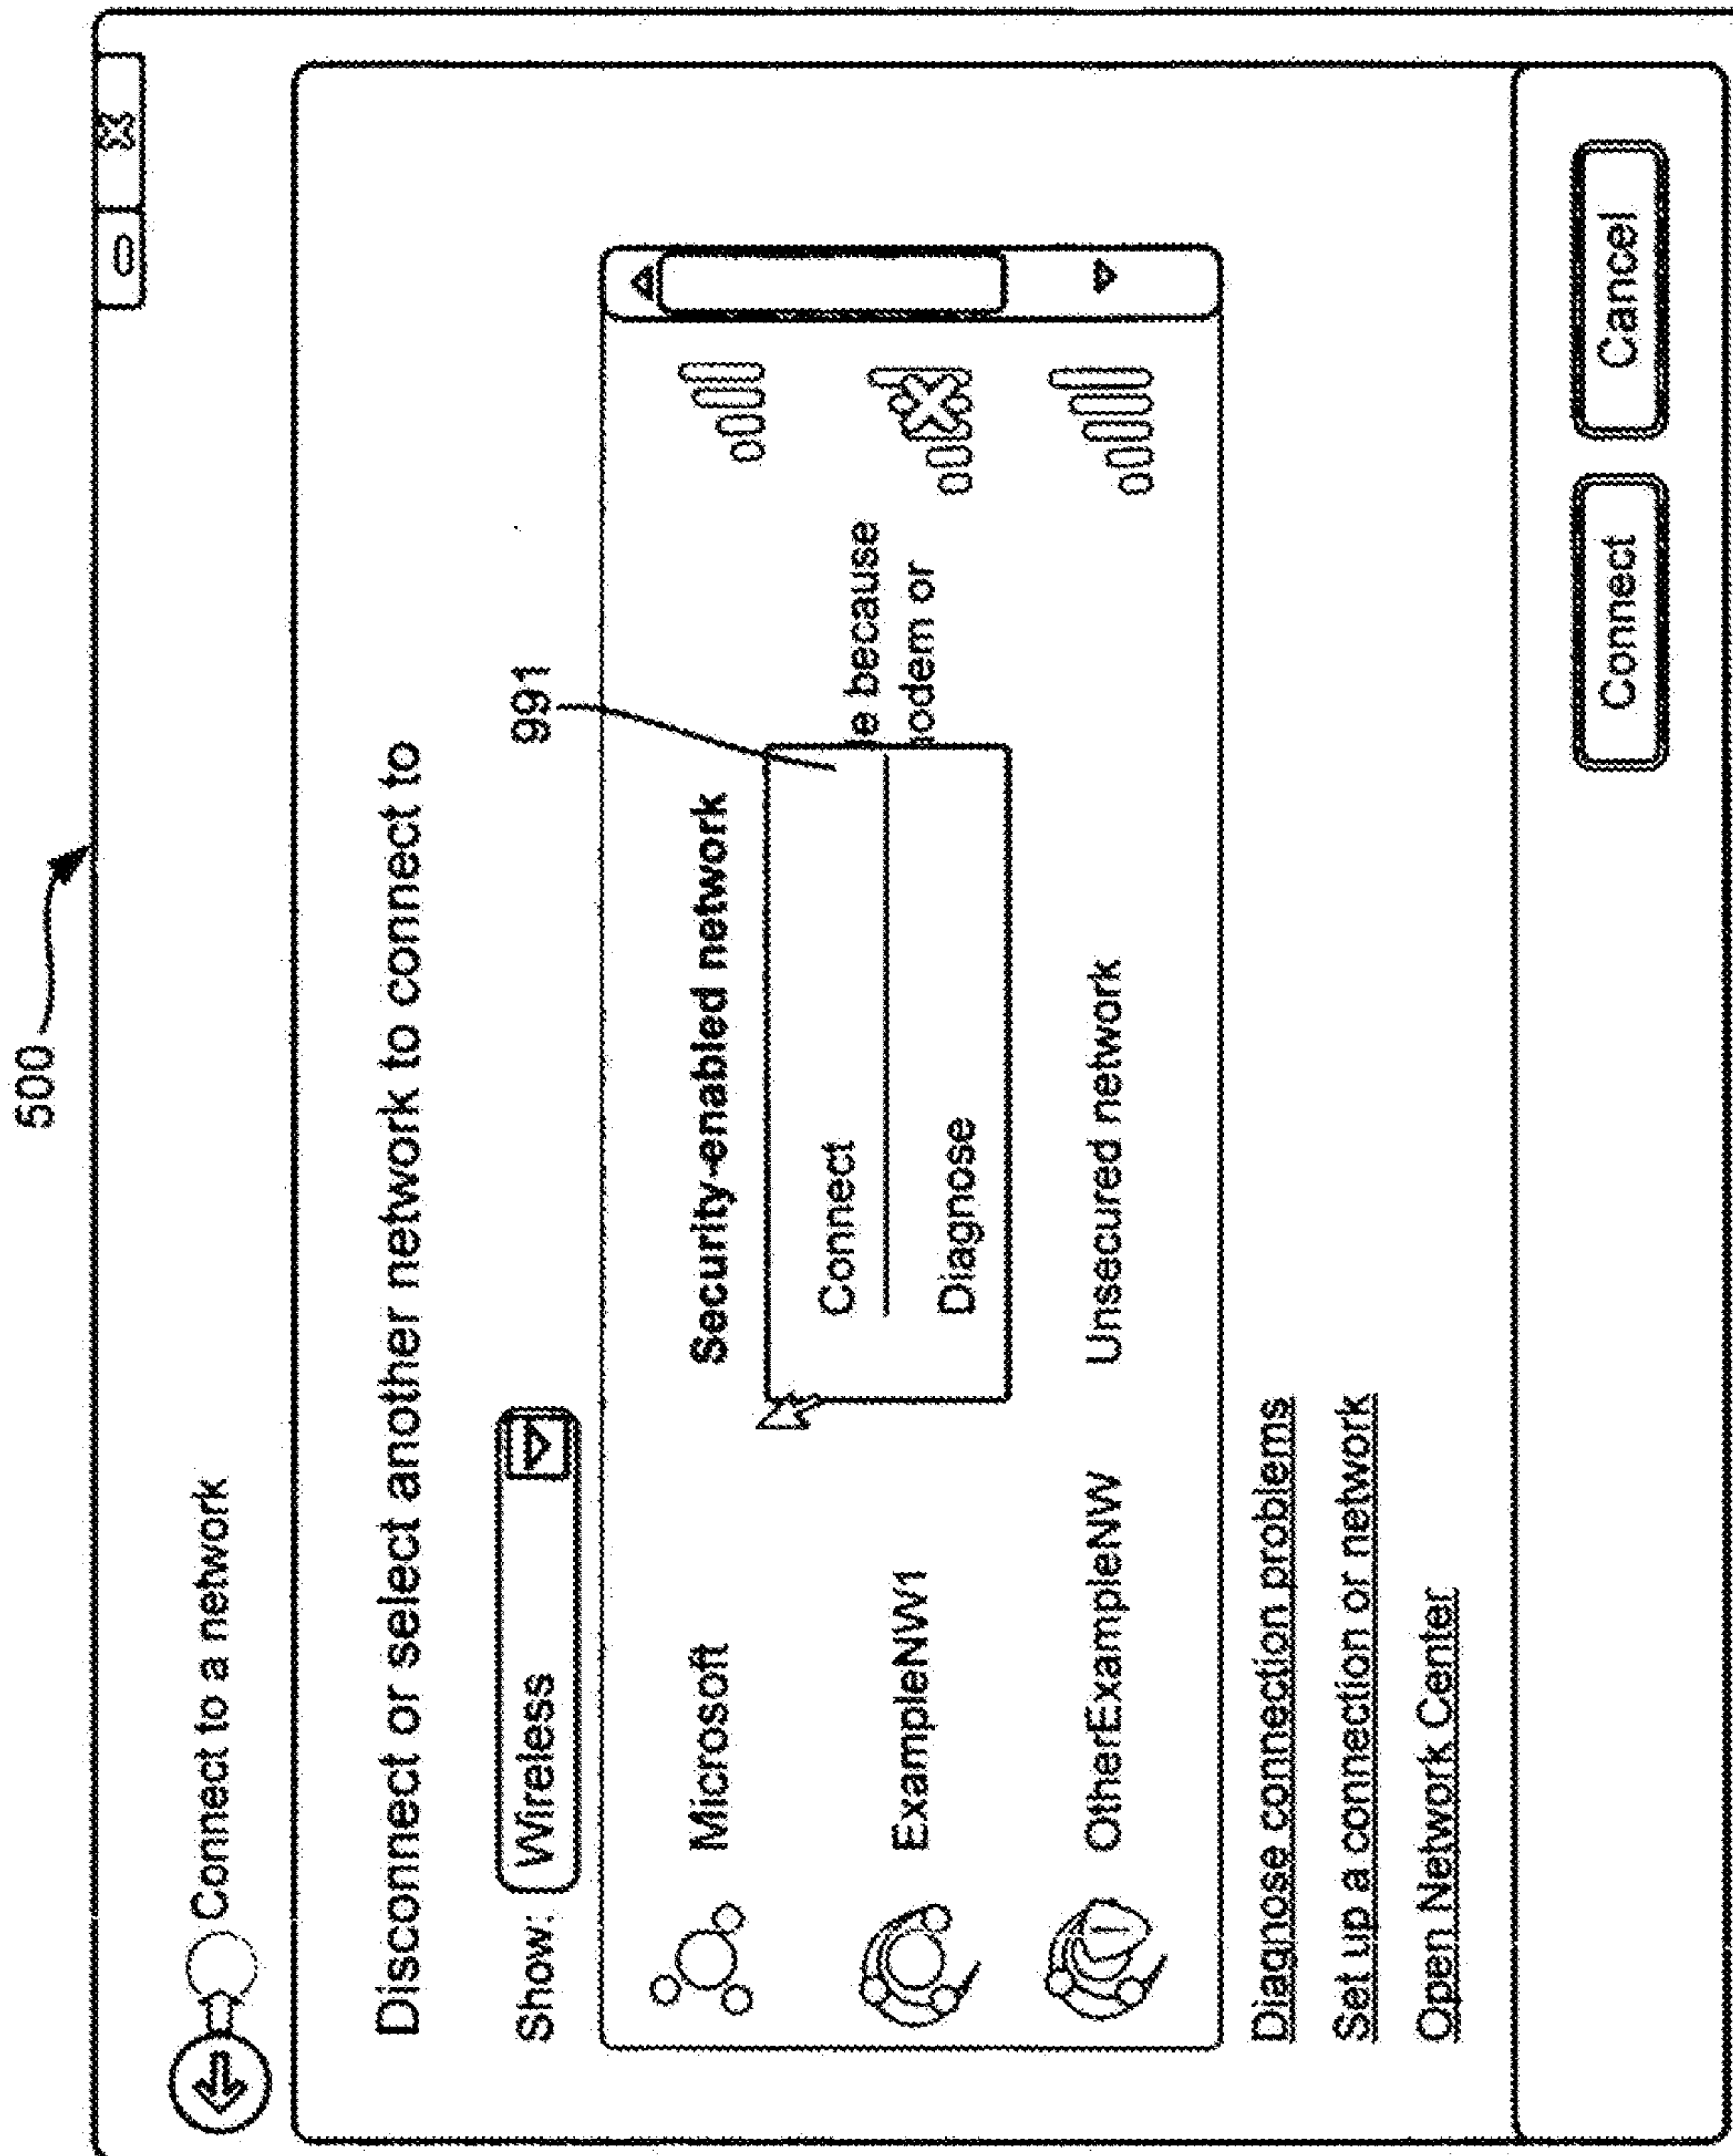 500
Connect to a network
Disconnect or select another network to connect to
Show: Wireless
991
Microsoft Security-enabled network
Connect
e because
ExampleNW1
odem or
Diagnose
OtherExampleNW Unsecured network
Diagnose connection problems
Set up a connection or network
Open Network Center
Connect Cancel